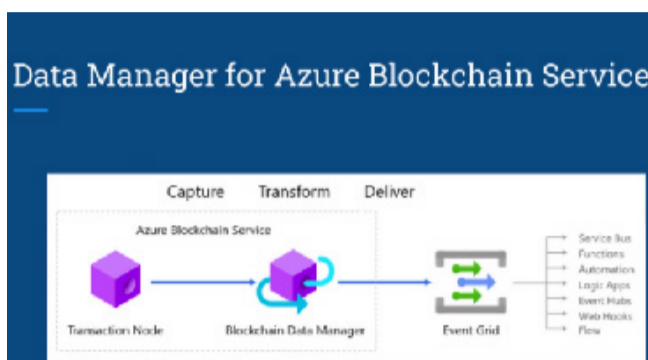 Data Manager for Azure Blockchain Service
Capture Transform Deliver
Azure Blockchain Service
Transaction Node Blockchain Data Manager Event Grid
Service Bus
Functions
Automation
Logic Apps
Event Hubs
Web Hooks
Flow